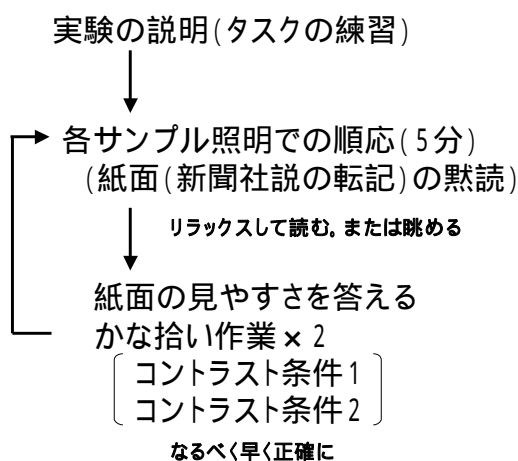 実験の説明(タスクの練習)
各サンプル照明での順応(5分)
(紙面(新聞社説の転記)の黙読)
リラックスして読む。または眺める
紙面の見やすさを答える
かな拾い作業×2
コントラスト条件1
コントラスト条件2
なるべく早く正確に